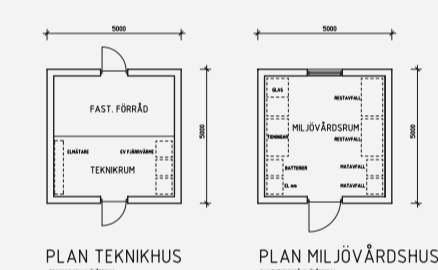 5000
5000
FAST. FÖRRÅD
5000
ELMÄTARE
EV FJÄRRVÄRME
TEKNIKRUM
GLAS
RESTAVFALL
MILJÖVÅRDSRUM
TIDNINGAR
RESTAVFALL
5000
BATTERIER
MATAVFALL
EL mm
MATAVFALL
PLAN TEKNIKHUS
PLAN MILJÖVÅRDSHUS